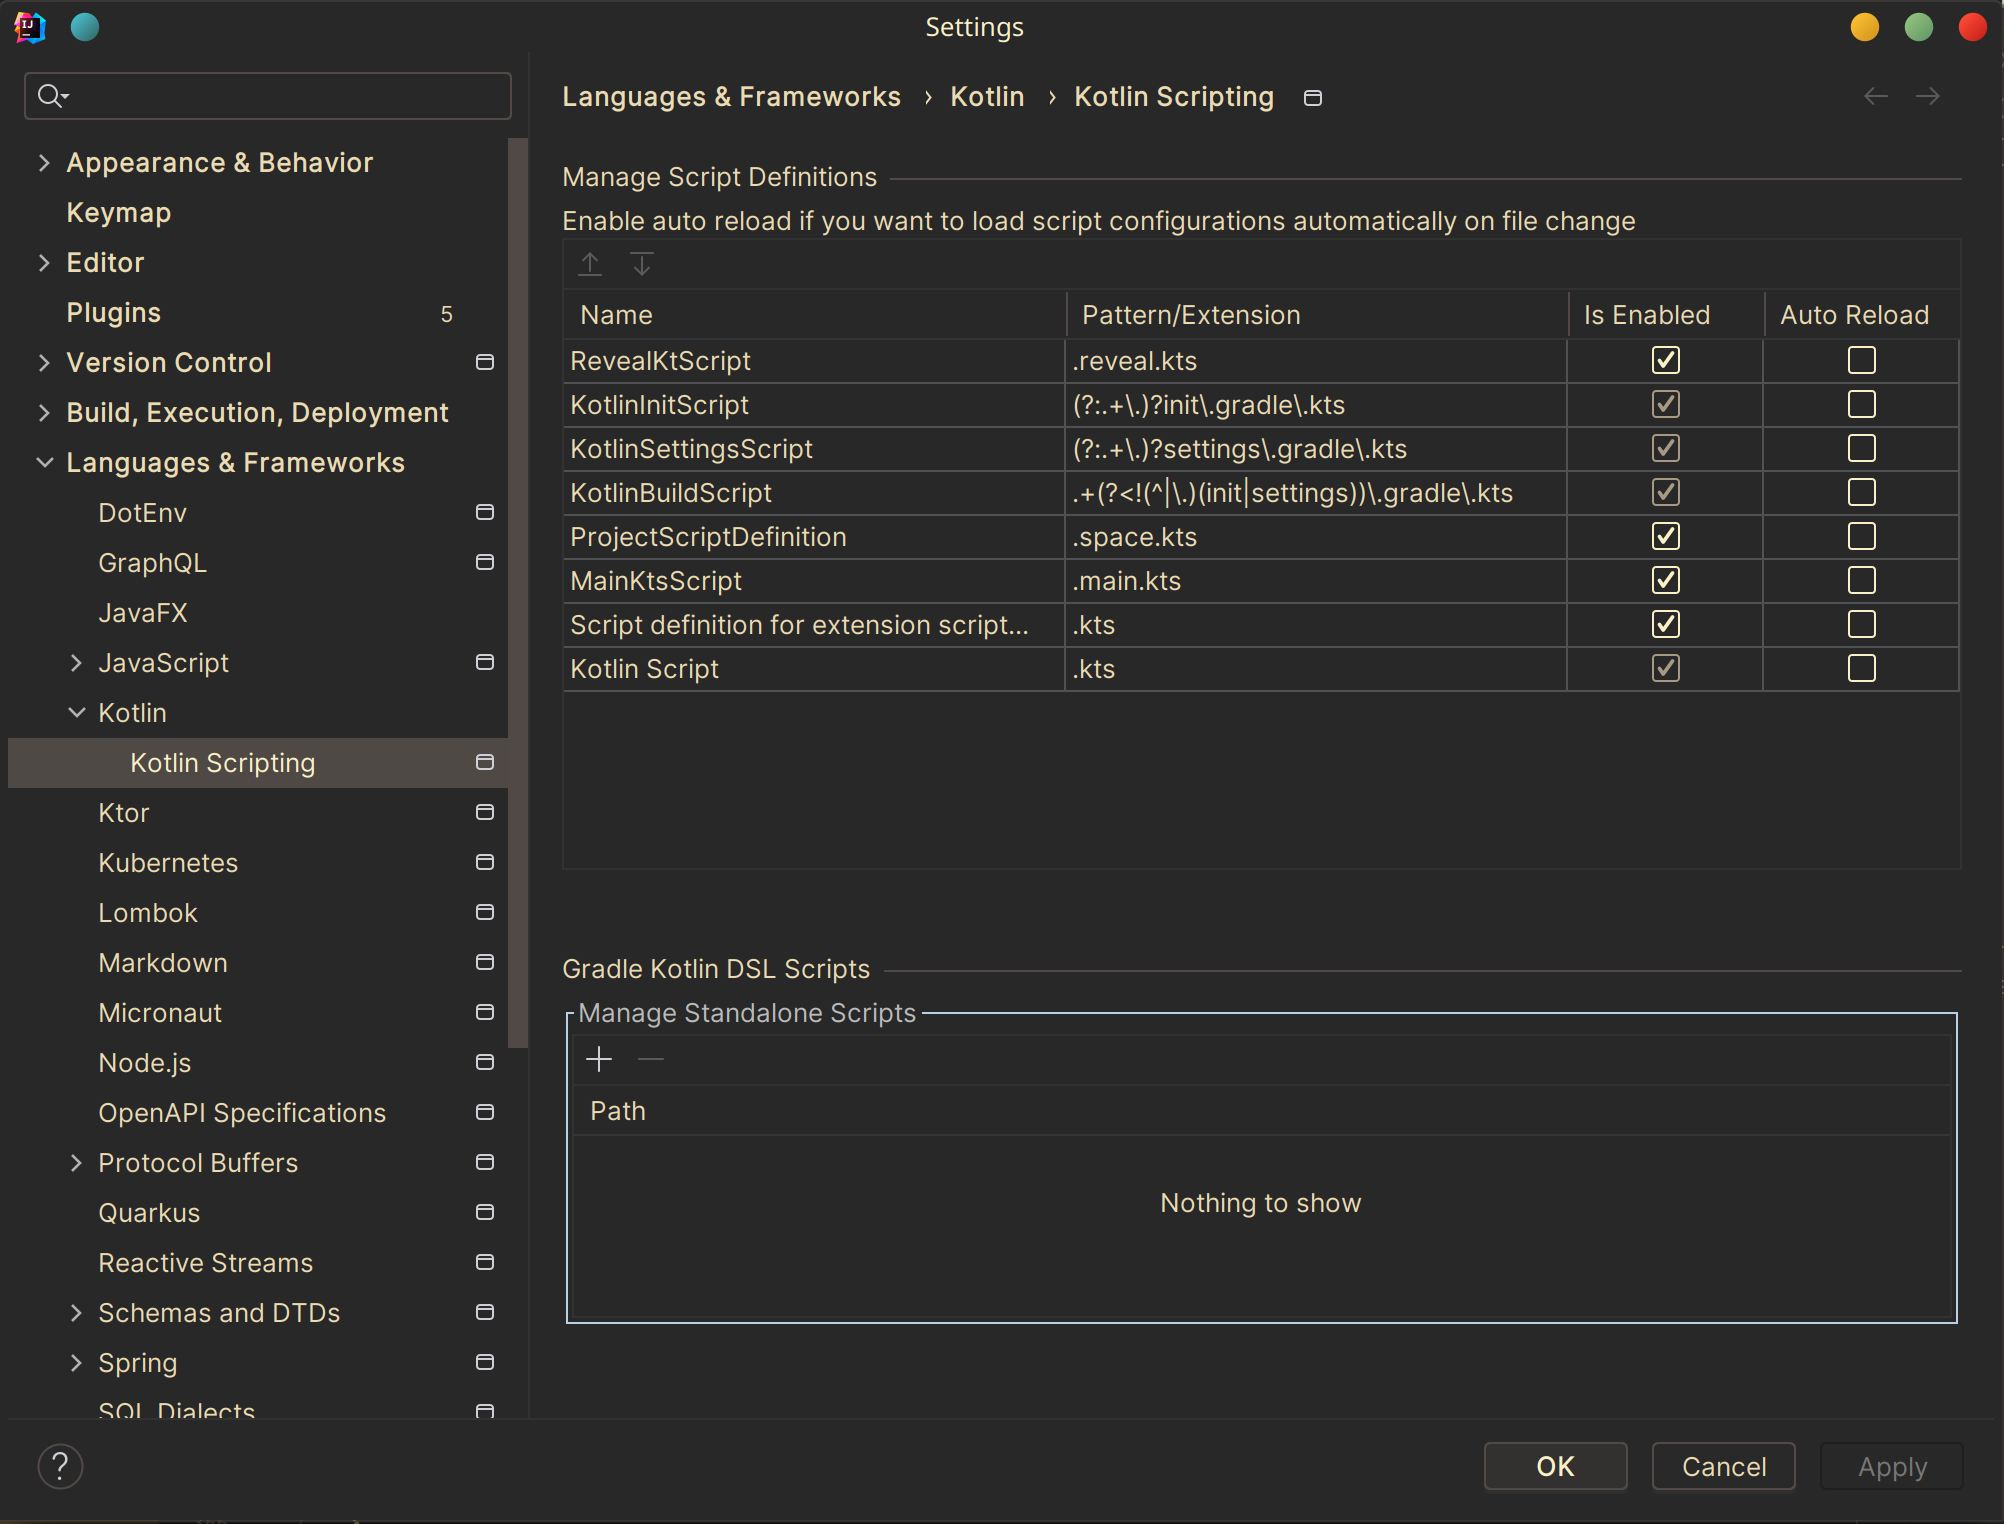 Settings
Languages & Frameworks › Kotlin › Kotlin Scripting
Appearance & Behavior
Keymap
Editor
Plugins 5
Version Control
Build, Execution, Deployment
Languages & Frameworks
DotEnv
GraphQL
JavaFX
JavaScript
Kotlin
Kotlin Scripting
Ktor
Kubernetes
Lombok
Markdown
Micronaut
Node.js
OpenAPI Specifications
Protocol Buffers
Quarkus
Reactive Streams
Schemas and DTDs
Spring
SQL Dialects
Manage Script Definitions
Enable auto reload if you want to load script configurations automatically on file change
Name Pattern/Extension Is Enabled Auto Reload
RevealKtScript .reveal.kts
KotlinInitScript (?:.+\.)?init\.gradle\.kts
KotlinSettingsScript (?:.+\.)?settings\.gradle\.kts
KotlinBuildScript .+(?<!(^|\.)(init|settings))\.gradle\.kts
ProjectScriptDefinition .space.kts
MainKtsScript .main.kts
Script definition for extension script... .kts
Kotlin Script .kts
Gradle Kotlin DSL Scripts
Manage Standalone Scripts
Path
Nothing to show
? OK Cancel Apply